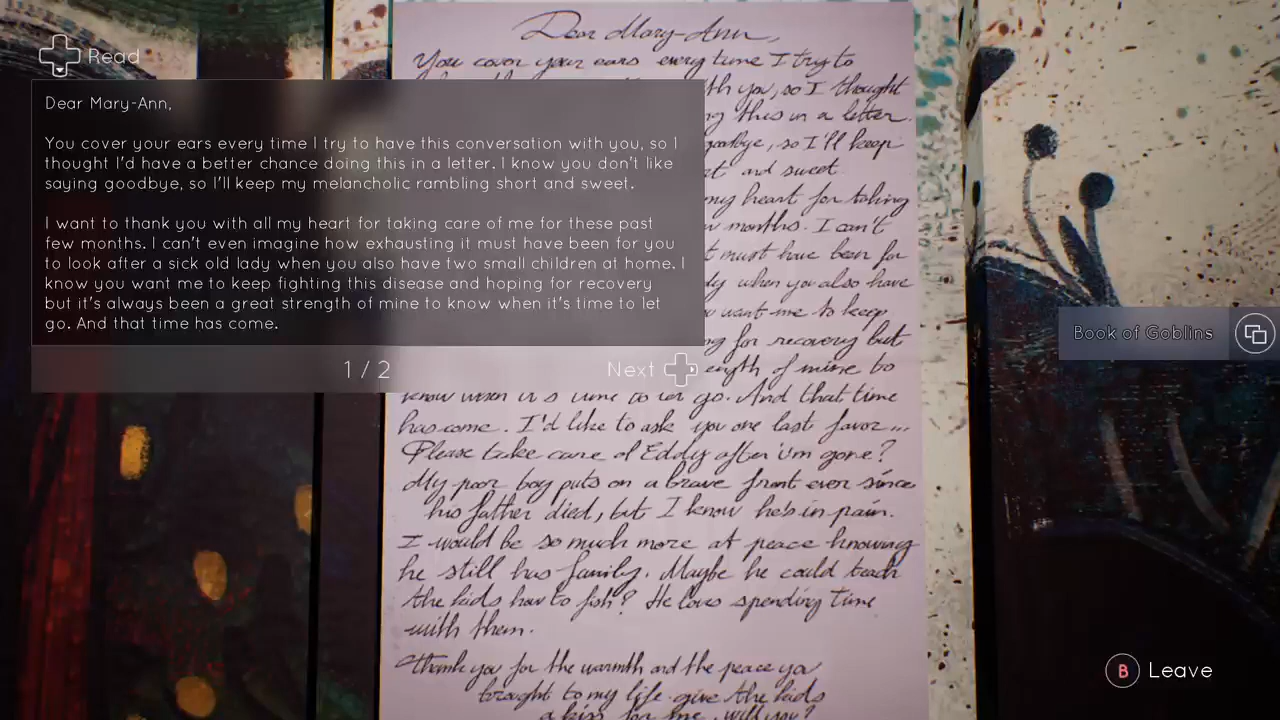 Read
Dear Mary-Ann,
You cover your ears every time I try to have this conversation with you, so I
thought I'd have a better chance doing this in a letter. I know you don't like
saying goodbye, so I'll keep my melancholic rambling short and sweet.
I want to thank you with all my heart for taking care of me for these past
few months. I can't even imagine how exhausting it must have been for you
to look after a sick old lady when you also have two small children at home. I
know you want me to keep fighting this disease and hoping for recovery
but it's always been a great strength of mine to know when it's time to let
go. And that time has come.
1 / 2
Next
Dear Mary-Ann,
You cover your ears every time I try to
th you, so I thought
ng this in a letter.
goodbye, so I'll keep
and sweet.
my heart for taking
months. I can't
t must have been for
dy when you also have
u want me to keep
ng for recovery but
ength of mine to
know when it's time to let go. And that time
has come. I'd like to ask you one last favor...
Please take care of Eddy after i'm gone?
My poor boy puts on a brave front ever since
his father died, but I know he's in pain.
I would be so much more at peace knowing
he still has family. Maybe he could teach
the kids how to fish? He loves spending time
with them.
Thank you for the warmth and the peace you
brought to my life. give the kids
a kiss for me, will you?
Book of Goblins
B Leave